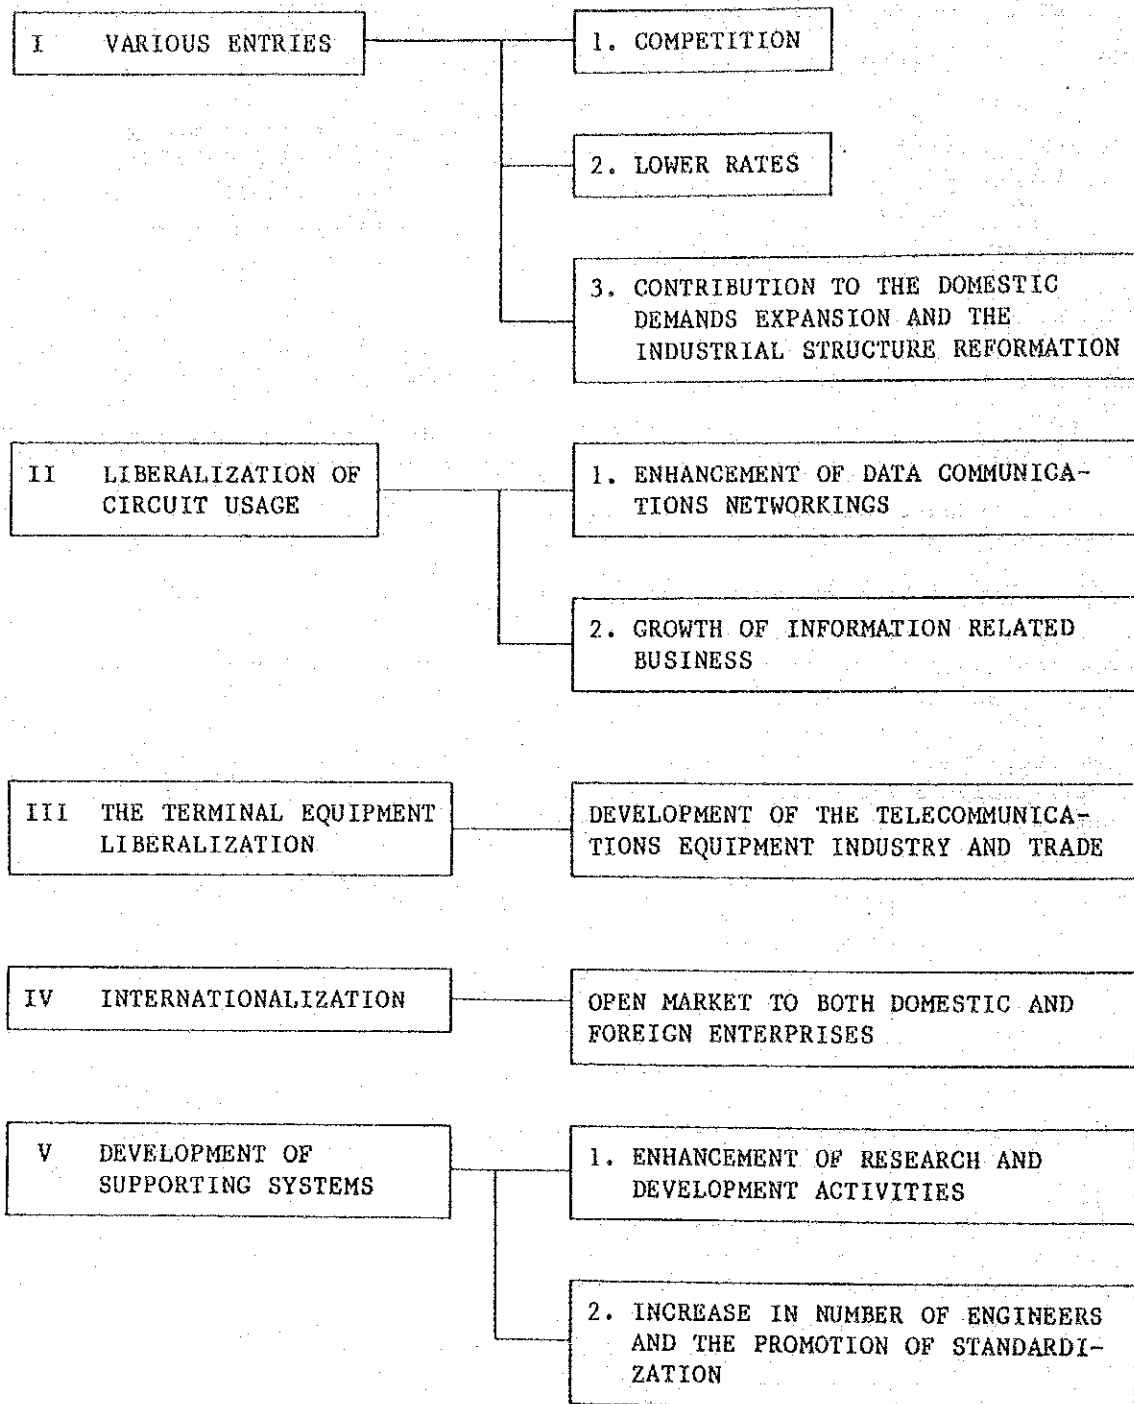 I VARIOUS ENTRIES
1. COMPETITION
2. LOWER RATES
3. CONTRIBUTION TO THE DOMESTIC
DEMANDS EXPANSION AND THE
INDUSTRIAL STRUCTURE REFORMATION
II LIBERALIZATION OF
CIRCUIT USAGE
1. ENHANCEMENT OF DATA COMMUNICA-
TIONS NETWORKINGS
2. GROWTH OF INFORMATION RELATED
BUSINESS
III THE TERMINAL EQUIPMENT
LIBERALIZATION
DEVELOPMENT OF THE TELECOMMUNICA-
TIONS EQUIPMENT INDUSTRY AND TRADE
IV INTERNATIONALIZATION
OPEN MARKET TO BOTH DOMESTIC AND
FOREIGN ENTERPRISES
V DEVELOPMENT OF
SUPPORTING SYSTEMS
1. ENHANCEMENT OF RESEARCH AND
DEVELOPMENT ACTIVITIES
2. INCREASE IN NUMBER OF ENGINEERS
AND THE PROMOTION OF STANDARDI-
ZATION